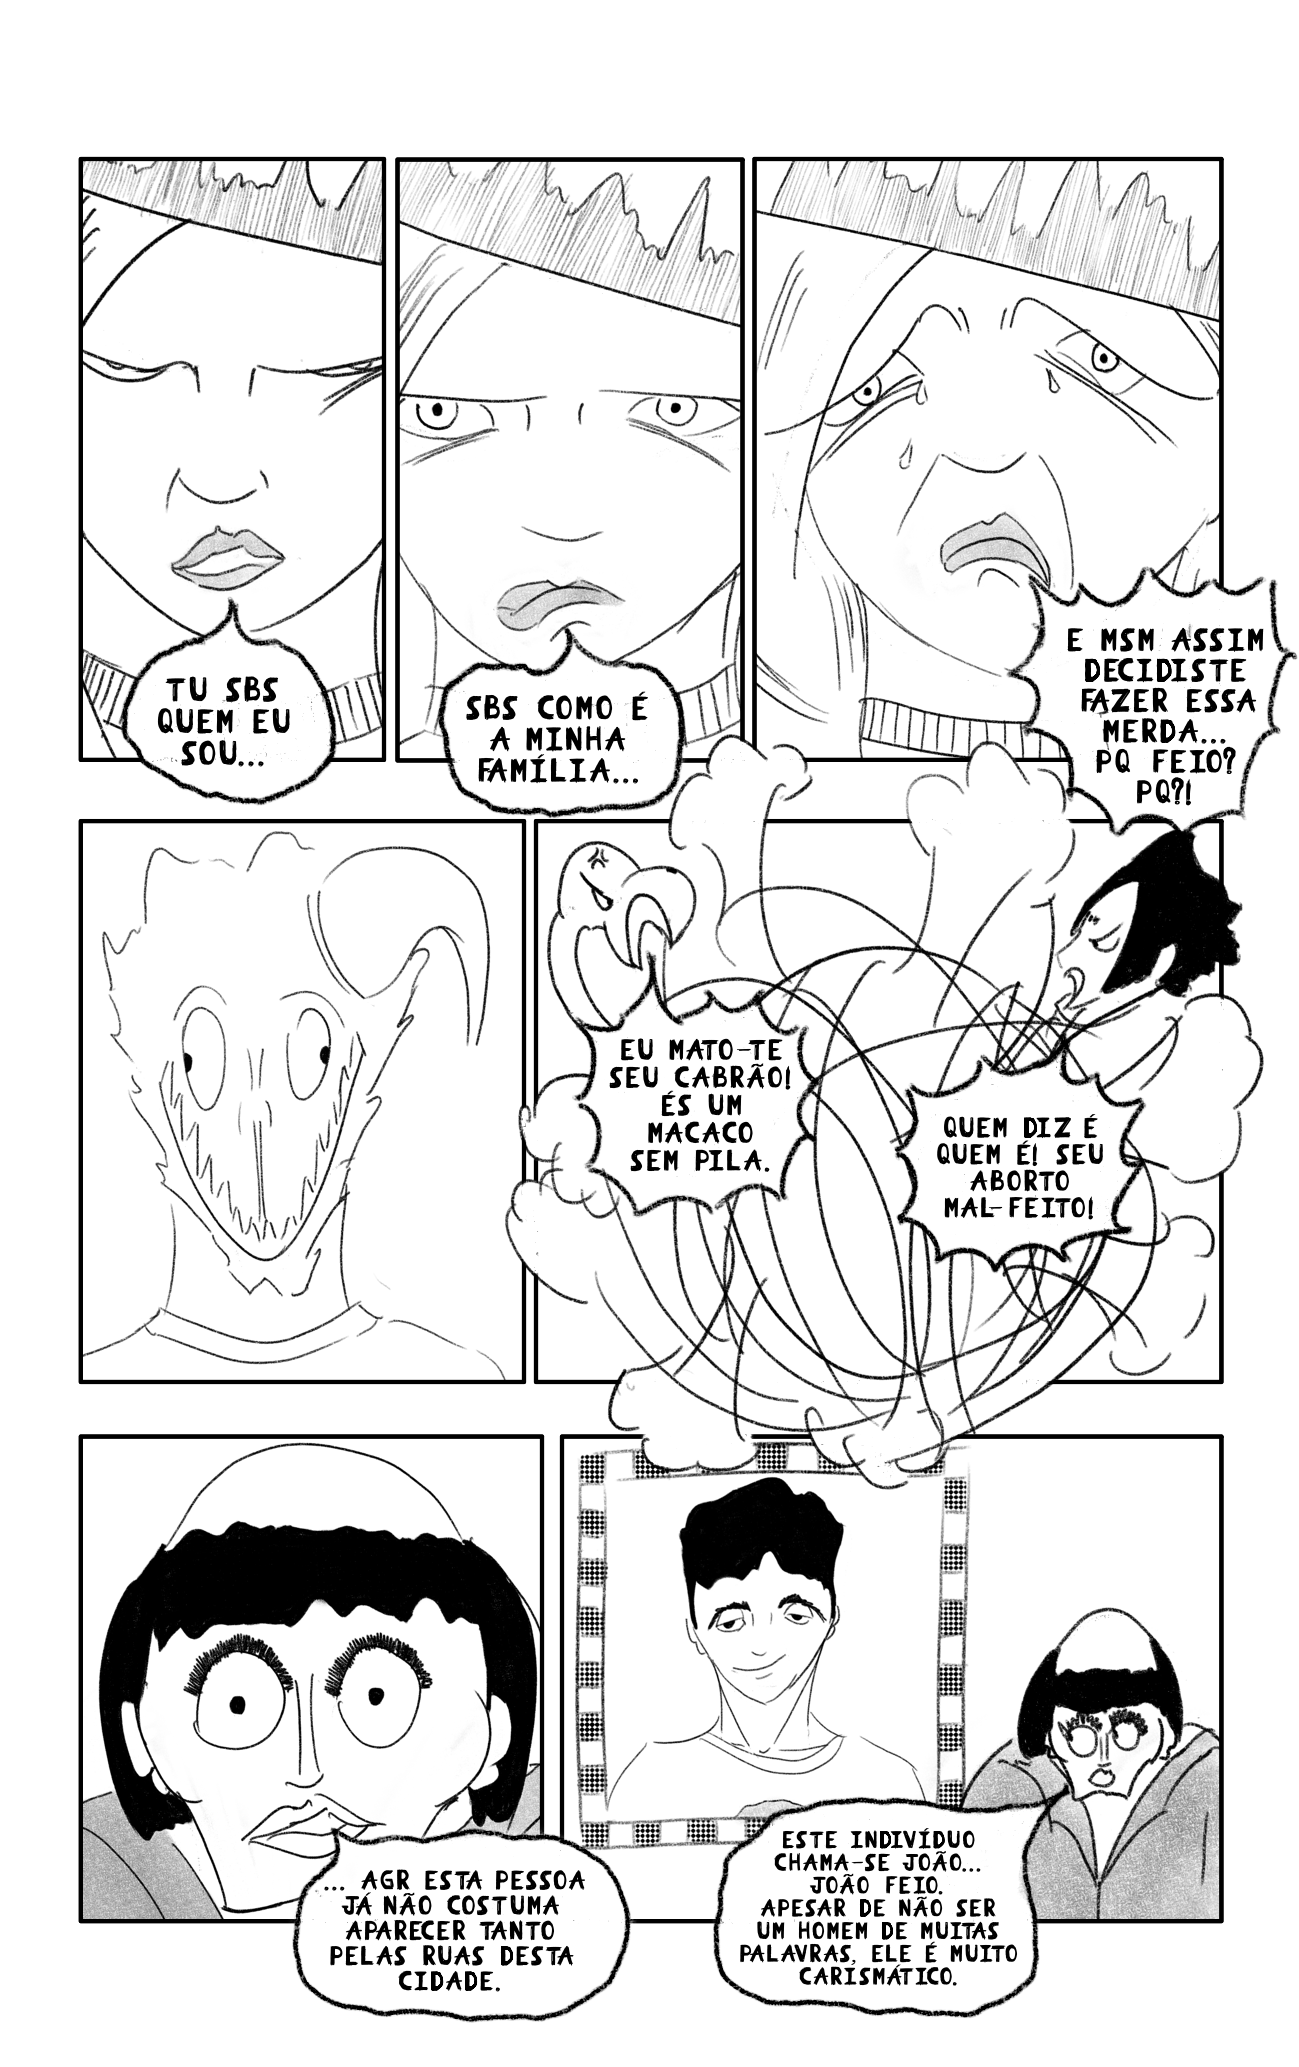 TU SBS
QUEM EU
SOU...
SBS COMO É
A MINHA
FAMÍLIA...
E MSM ASSIM
DECIDISTE
FAZER ESSA
MERDA...
PQ FEIO?
PQ?!
EU MATO-TE
SEU CABRÃO!
ÉS UM
MACACO
SEM PILA.
QUEM DIZ É
QUEM É! SEU
ABORTO
MAL-FEITO!
... AGR ESTA PESSOA
JÁ NÃO COSTUMA
APARECER TANTO
PELAS RUAS DESTA
CIDADE.
ESTE INDIVÍDUO
CHAMA-SE JOÃO...
JOÃO FEIO.
APESAR DE NÃO SER
UM HOMEM DE MUITAS
PALAVRAS, ELE É MUITO
CARISMÁTICO.